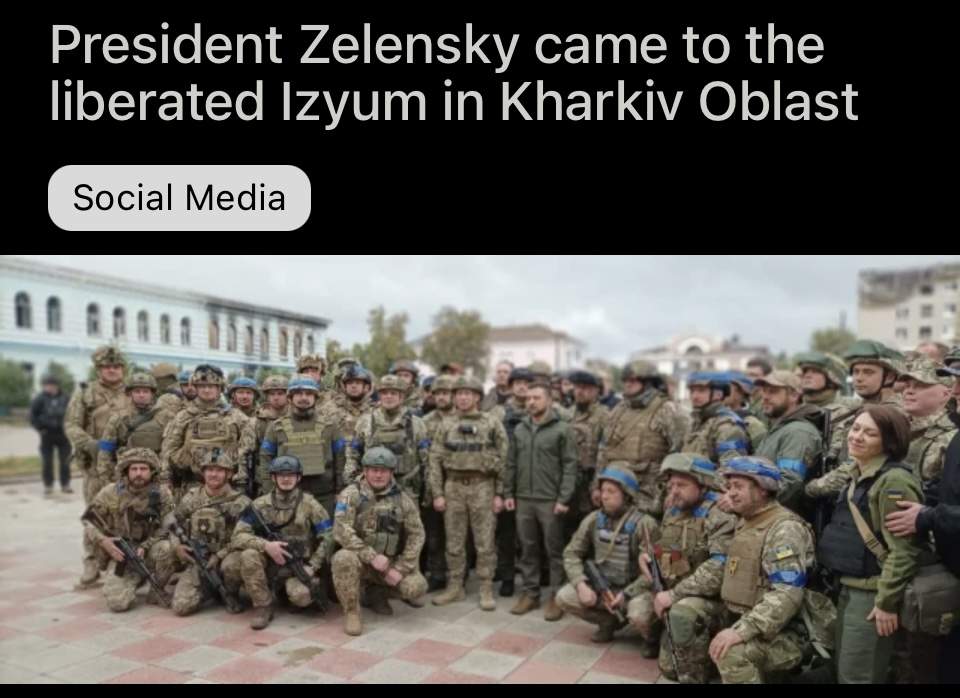 President Zelensky came to the
liberated Izyum in Kharkiv Oblast
Social Media